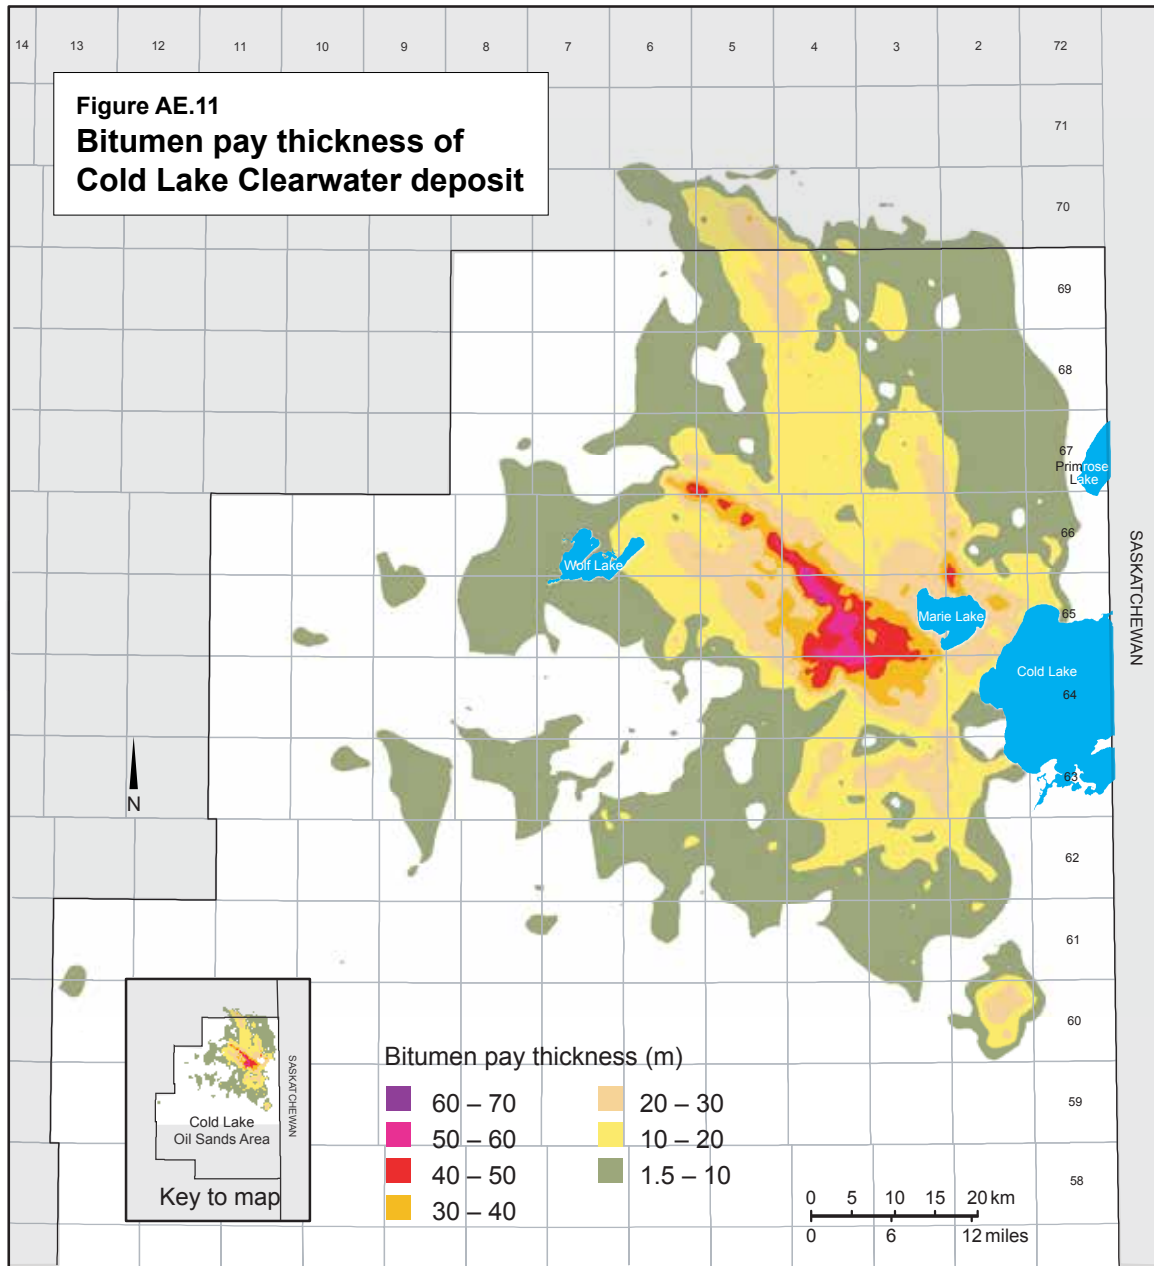 14 13 12 11 10 9 8 7 6 5 4 3 2 72
Figure AE.11
Bitumen pay thickness of
Cold Lake Clearwater deposit
71
70
69
68
67
Primrose
Lake
66
Wolf Lake
65
Marie Lake
Cold Lake
64
63
62
61
60
59
58
SASKATCHEWAN
N
SASKATCHEWAN
Cold Lake
Oil Sands Area
Key to map
Bitumen pay thickness (m)
60 – 70
50 – 60
40 – 50
30 – 40
20 – 30
10 – 20
1.5 – 10
0 5 10 15 20 km
0 6 12 miles